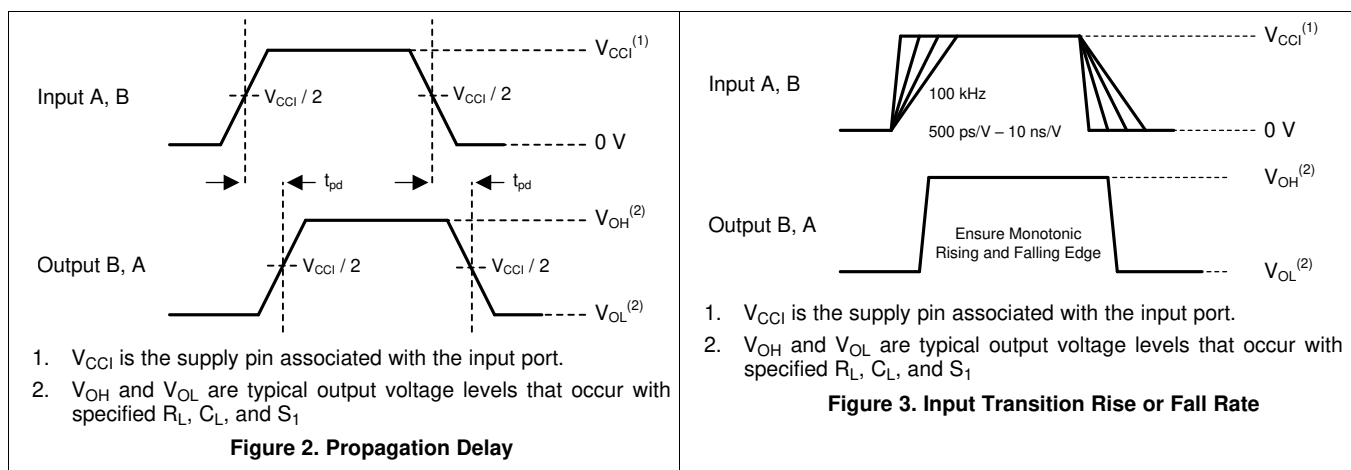 V_CCI^(1)
Input A, B
V_CCI / 2
V_CCI / 2
0 V
t_pd
t_pd
V_OH^(2)
Output B, A
V_CCI / 2
V_CCI / 2
V_OL^(2)
1. V_CCI is the supply pin associated with the input port.
2. V_OH and V_OL are typical output voltage levels that occur with
specified R_L, C_L, and S_1
Figure 2. Propagation Delay
V_CCI^(1)
Input A, B
100 kHz
500 ps/V – 10 ns/V
0 V
V_OH^(2)
Output B, A
Ensure Monotonic
Rising and Falling Edge
V_OL^(2)
1. V_CCI is the supply pin associated with the input port.
2. V_OH and V_OL are typical output voltage levels that occur with
specified R_L, C_L, and S_1
Figure 3. Input Transition Rise or Fall Rate